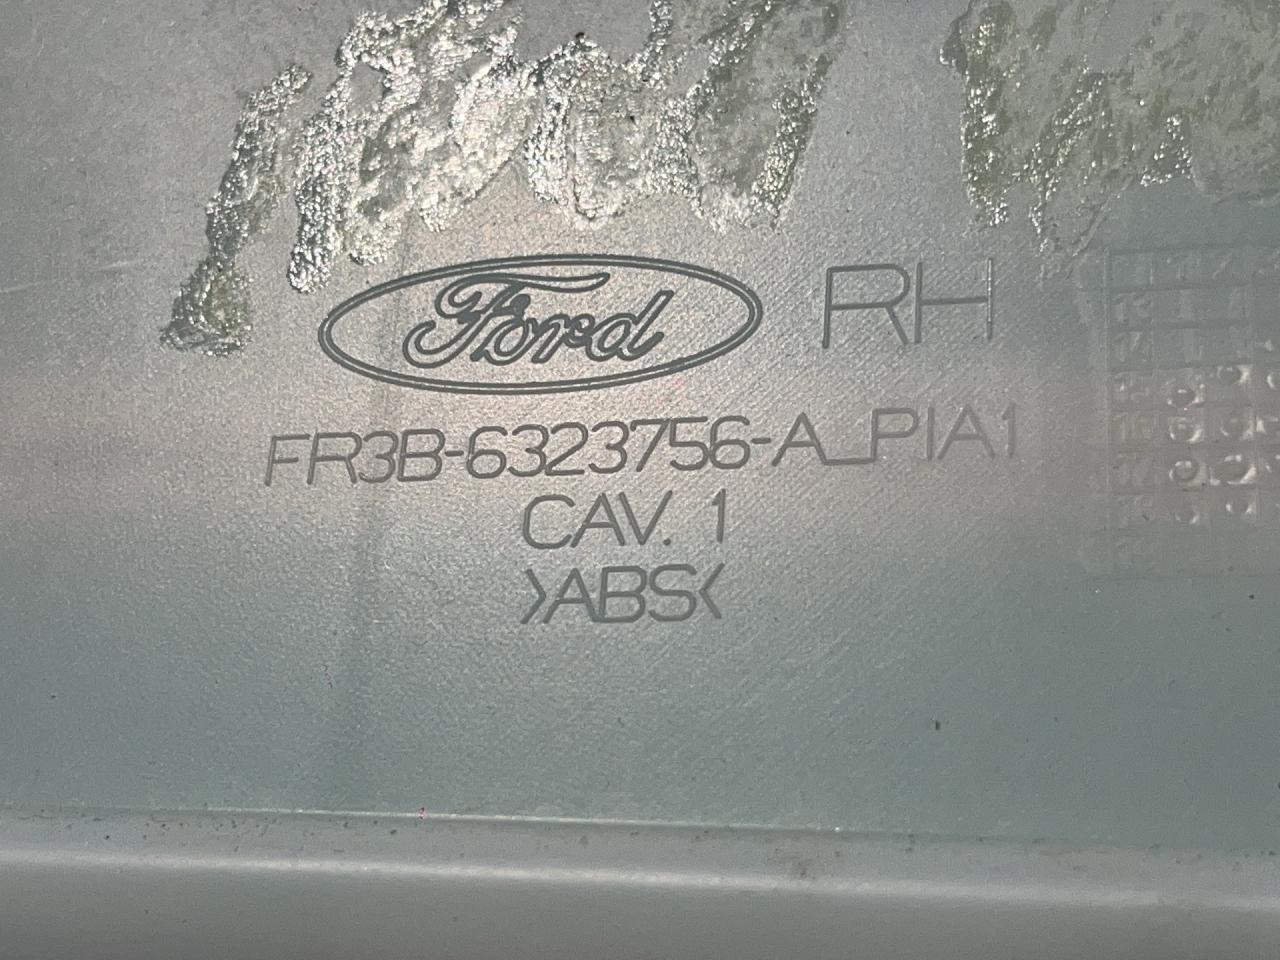 Ford RH
FR3B-6323756-A_PIA1
CAV. 1
>ABS<